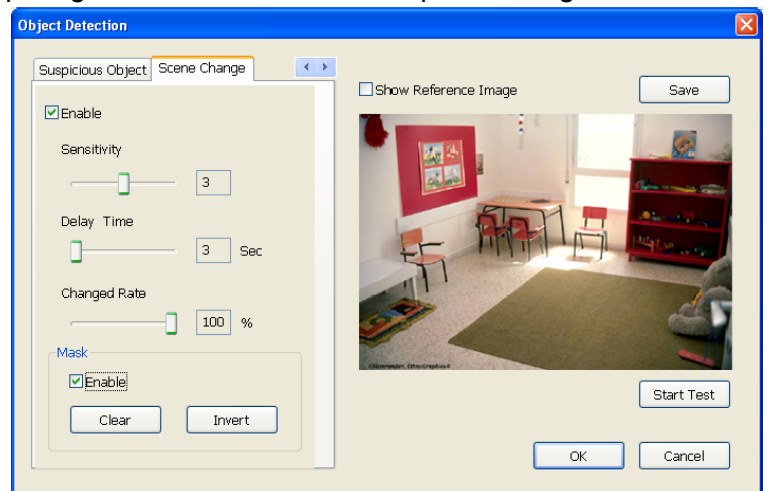 Object Detection
Suspicious Object Scene Change
Show Reference Image
Save
Enable
Sensitivity
3
Delay Time
3 Sec
Changed Rate
100 %
Mask
Enable
Clear Invert
Start Test
OK Cancel